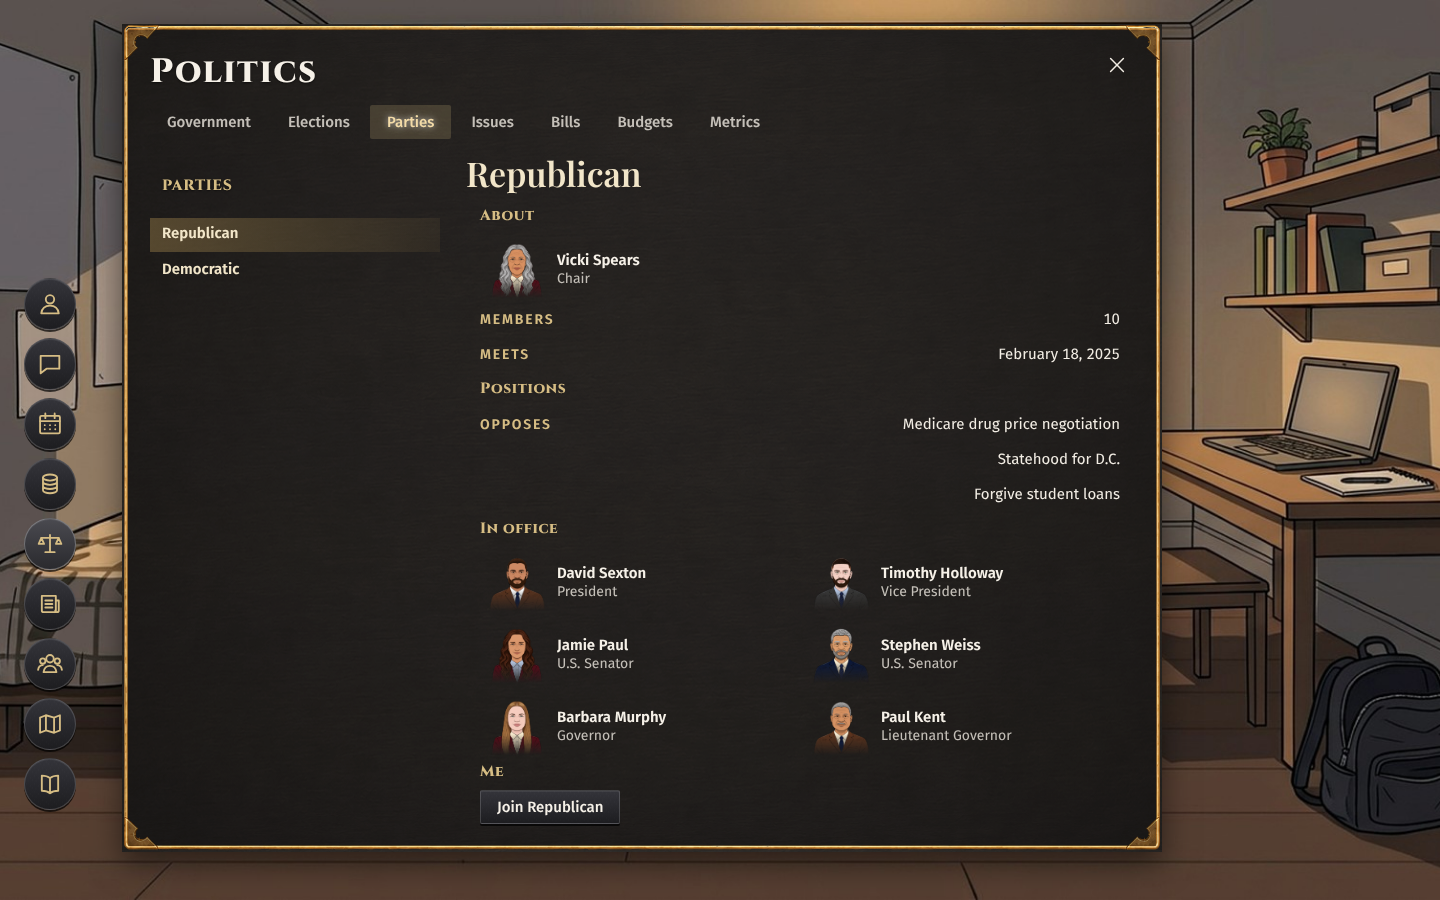 Politics
Government Elections Parties Issues Bills Budgets Metrics
Parties
Republican
Democratic
Republican
About
Vicki Spears
Chair
MEMBERS 10
MEETS February 18, 2025
Positions
OPPOSES Medicare drug price negotiation
Statehood for D.C.
Forgive student loans
In office
David Sexton
President
Timothy Holloway
Vice President
Jamie Paul
U.S. Senator
Stephen Weiss
U.S. Senator
Barbara Murphy
Governor
Paul Kent
Lieutenant Governor
Me
Join Republican